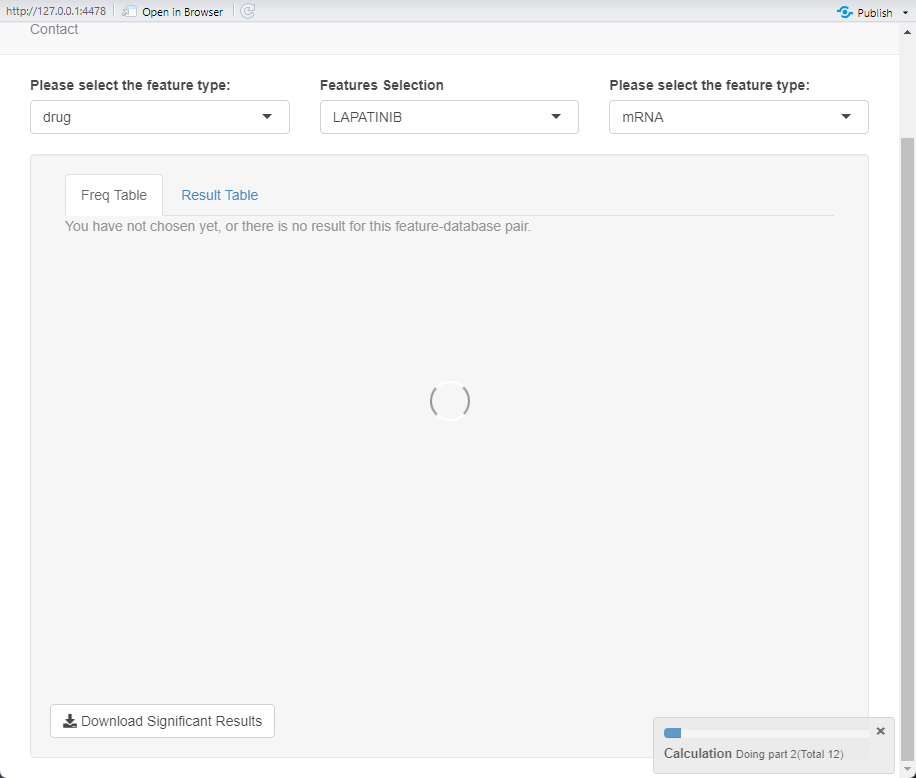 http://127.0.0.1:4478 Open in Browser Publish
Contact
Please select the feature type: Features Selection Please select the feature type:
drug LAPATINIB mRNA
Freq Table Result Table
You have not chosen yet, or there is no result for this feature-database pair.
Download Significant Results
Calculation Doing part 2(Total 12)